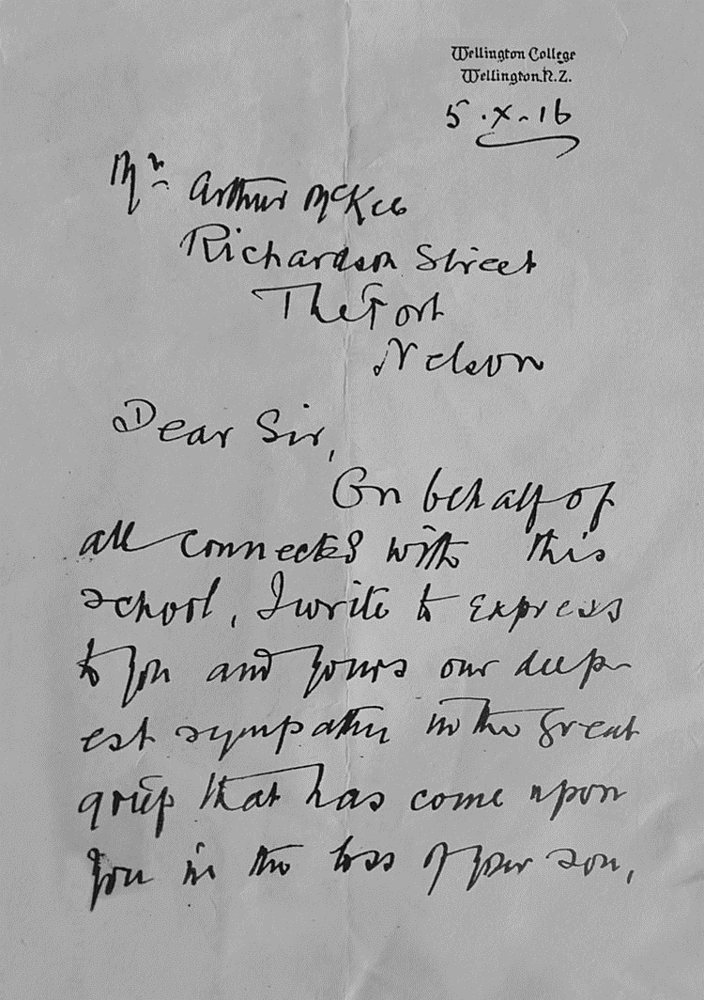 Wellington College
Wellington N.Z.
5.X.16
Mr. Arthur McKee
Richardson Street
The Port
Nelson
Dear Sir,
On behalf of
all connected with this
school, I write to express
to you and yours our deep-
est sympathy in the great
grief that has come upon
you in the loss of your son,